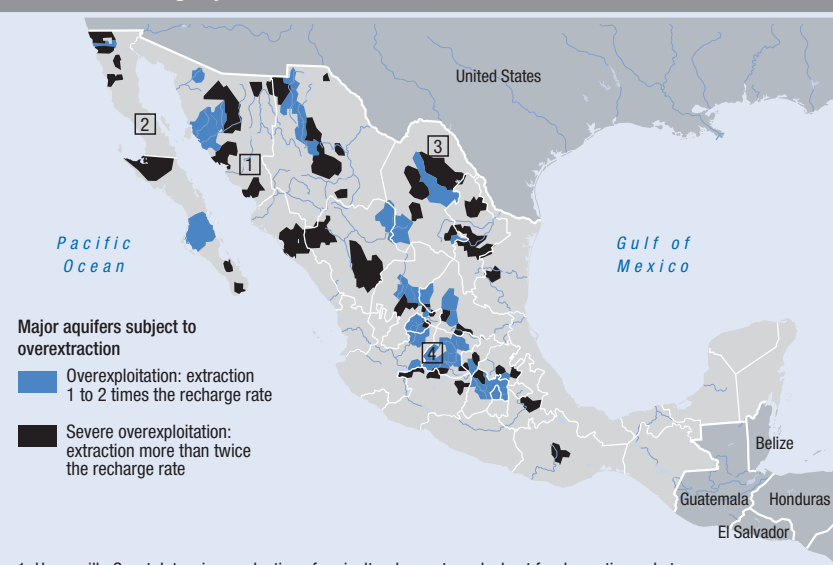 United States
2
3
1
Pacific
Ocean
Gulf of
Mexico
Major aquifers subject to
overextraction
Overexploitation: extraction
1 to 2 times the recharge rate
4
Severe overexploitation:
extraction more than twice
the recharge rate
Belize
Guatemala
Honduras
El Salvador